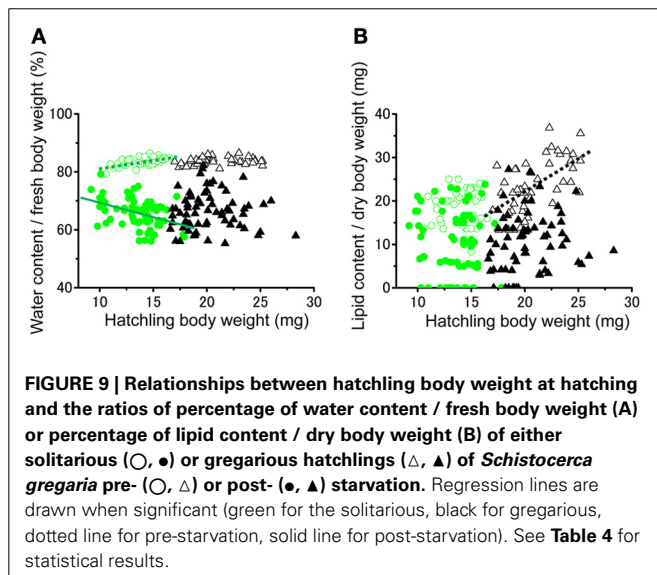 A
B
Water content / fresh body weight (%)
100
80
60
40
10 15 20 25 30
Hatchling body weight (mg)
Lipid content / dry body weight (mg)
40
30
20
10
0
10 15 20 25 30
Hatchling body weight (mg)
FIGURE 9 | Relationships between hatchling body weight at hatching
and the ratios of percentage of water content / fresh body weight (A)
or percentage of lipid content / dry body weight (B) of either
solitarious (○, ●) or gregarious hatchlings (△, ▲) of Schistocerca
gregaria pre- (○, △) or post- (●, ▲) starvation. Regression lines are
drawn when significant (green for the solitarious, black for gregarious,
dotted line for pre-starvation, solid line for post-starvation). See Table 4 for
statistical results.